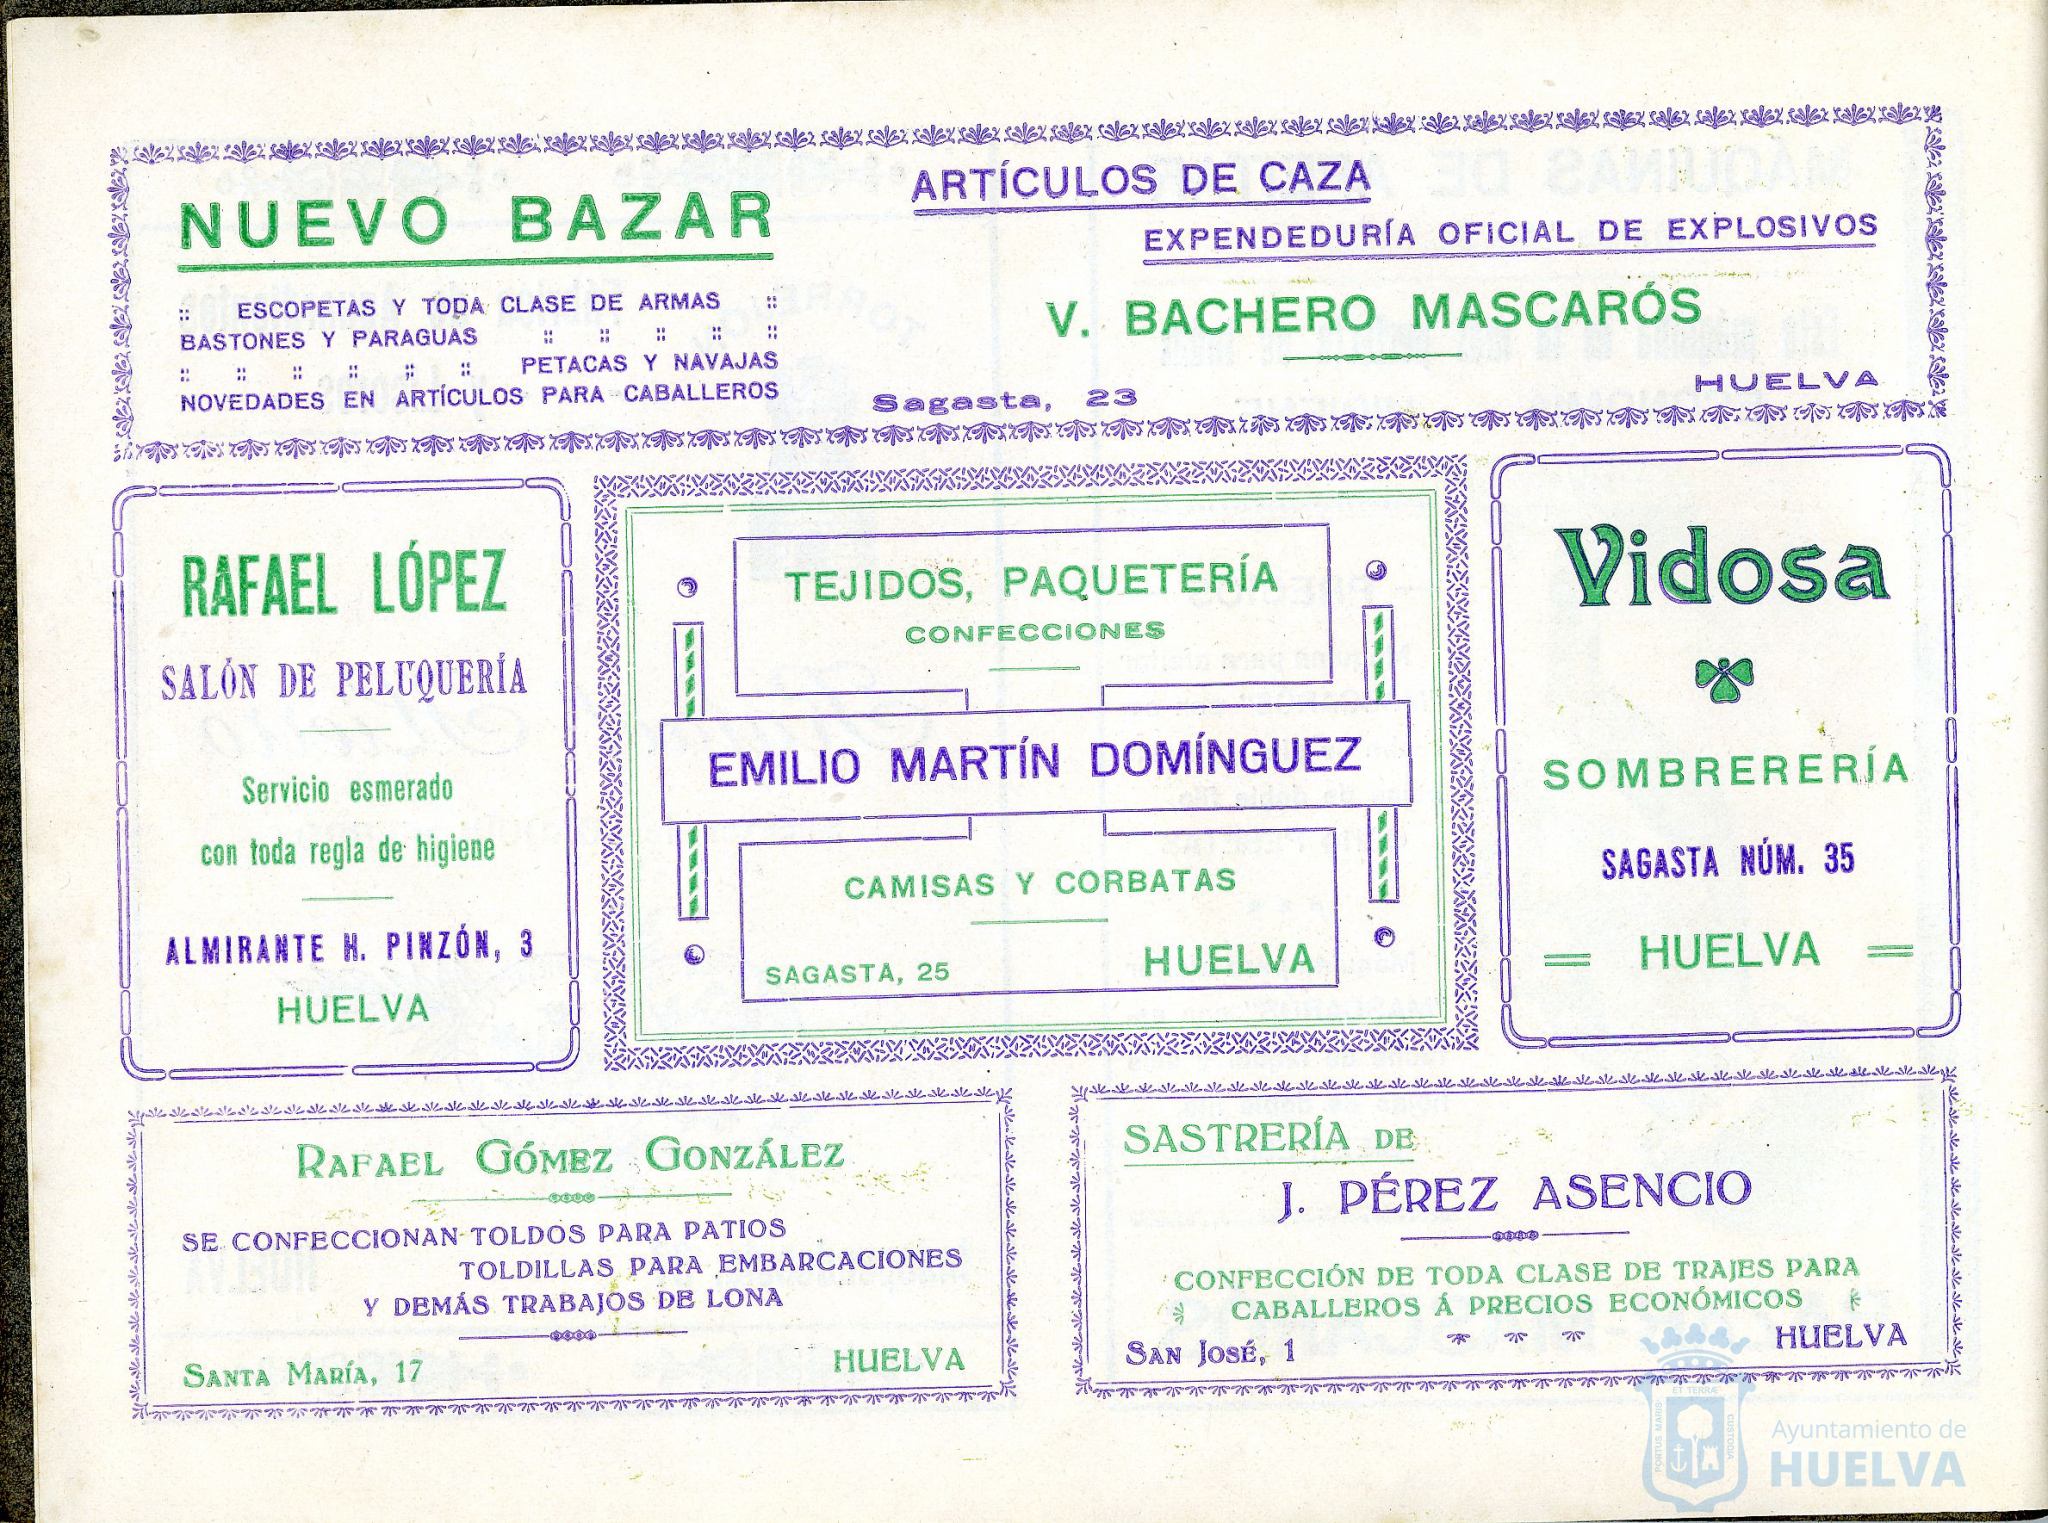 NUEVO BAZAR
ESCOPETAS Y TODA CLASE DE ARMAS
BASTONES Y PARAGUAS
PETACAS Y NAVAJAS
NOVEDADES EN ARTÍCULOS PARA CABALLEROS
ARTÍCULOS DE CAZA
EXPENDEDURÍA OFICIAL DE EXPLOSIVOS
V. BACHERO MASCARÓS
Sagasta, 23
HUELVA
RAFAEL LÓPEZ
SALÓN DE PELUQUERÍA
Servicio esmerado
con toda regla de higiene
ALMIRANTE H. PINZÓN, 3
HUELVA
TEJIDOS, PAQUETERÍA
CONFECCIONES
EMILIO MARTÍN DOMÍNGUEZ
CAMISAS Y CORBATAS
SAGASTA, 25
HUELVA
Vidosa
SOMBRERERÍA
SAGASTA NÚM. 35
HUELVA
RAFAEL GÓMEZ GONZÁLEZ
SE CONFECCIONAN TOLDOS PARA PATIOS
TOLDILLAS PARA EMBARCACIONES
Y DEMÁS TRABAJOS DE LONA
SANTA MARÍA, 17
HUELVA
SASTRERÍA DE
J. PÉREZ ASENCIO
CONFECCIÓN DE TODA CLASE DE TRAJES PARA
CABALLEROS Á PRECIOS ECONÓMICOS
SAN JOSÉ, 1
HUELVA
PORTUS MARIS
ET TERRÆ
CUSTODIA
Ayuntamiento de
HUELVA